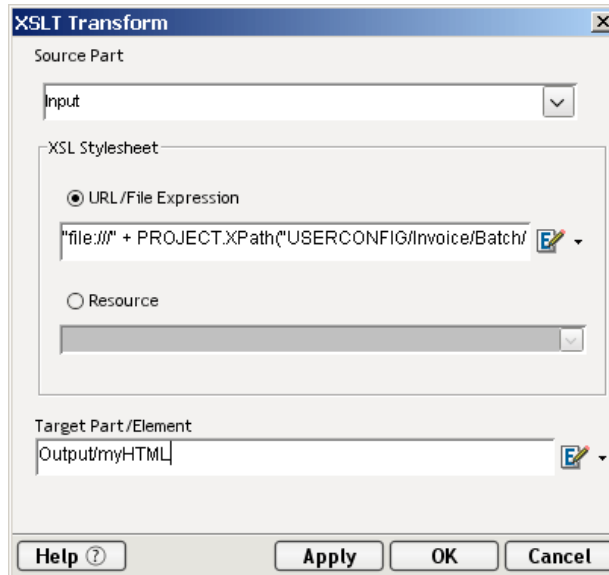 XSLT Transform
Source Part
Input
XSL Stylesheet
URL/File Expression
"file:///" + PROJECT.XPath("USERCONFIG/Invoice/Batch/
Resource
Target Part/Element
Output/myHTML
Help ?
Apply
OK
Cancel